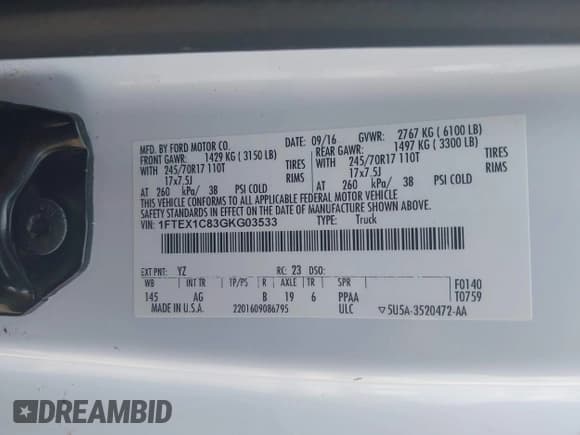 MFD. BY FORD MOTOR CO.
DATE: 09/16 GVWR: 2767 KG ( 6100 LB)
FRONT GAWR: 1429 KG ( 3150 LB)
REAR GAWR: 1497 KG ( 3300 LB)
WITH 245/70R17 110T TIRES
WITH 245/70R17 110T TIRES
17x7.5J RIMS
17x7.5J RIMS
AT 260 kPa/ 38 PSI COLD
AT 260 kPa/ 38 PSI COLD
THIS VEHICLE CONFORMS TO ALL APPLICABLE FEDERAL MOTOR VEHICLE
SAFETY STANDARDS IN EFFECT ON THE DATE OF MANUFACTURE SHOWN ABOVE.
VIN: 1FTEX1C83GKG03533 TYPE: Truck
EXT PNT: YZ RC: 23 DSO:
WB INT TR TP/PS R AXLE TR SPR F0140
145 AG B 19 6 PPAA T0759
MADE IN U.S.A. 2201609086795 ULC ▽5U5A-3520472-AA
DREAMBID